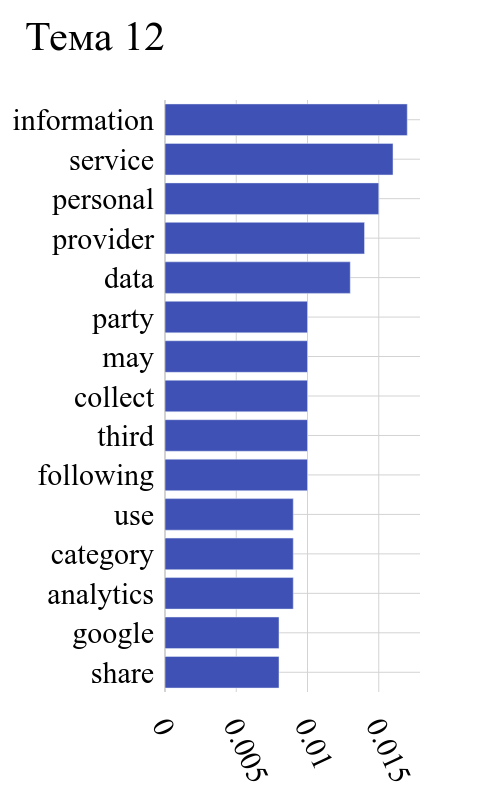 Тема 12
information
service
personal
provider
data
party
may
collect
third
following
use
category
analytics
google
share
0
0.005
0.01
0.015